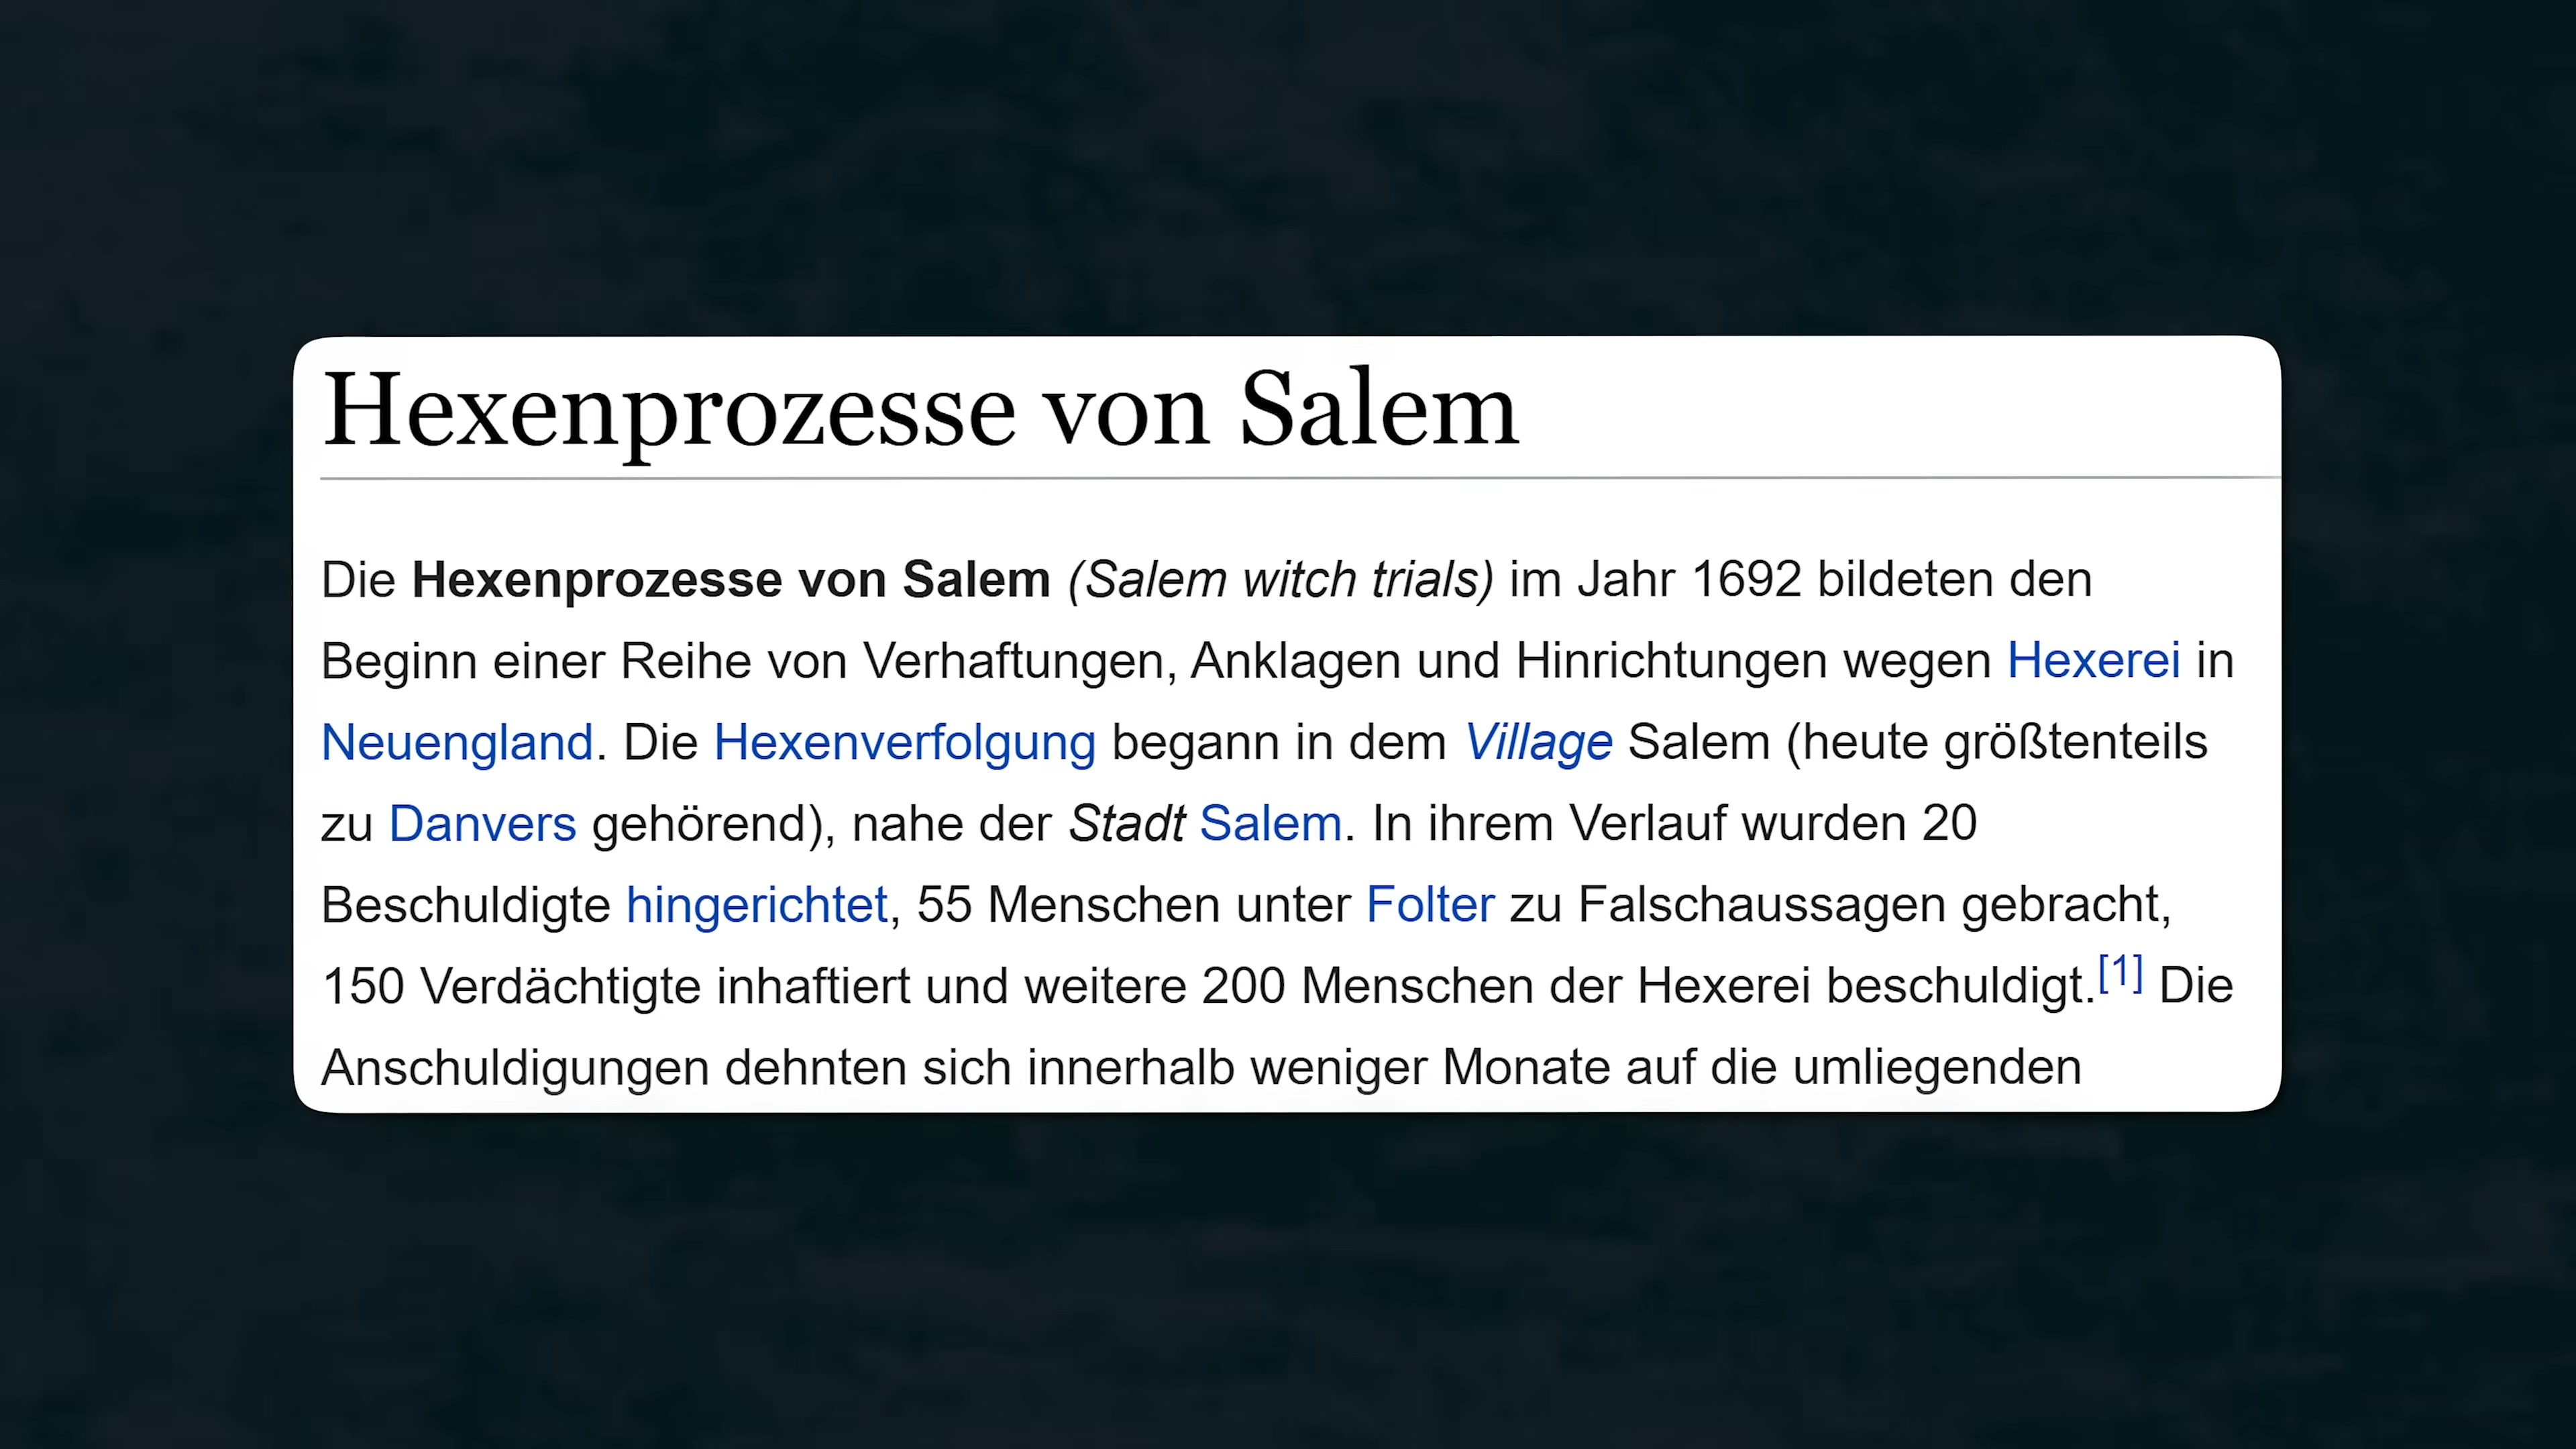 Hexenprozesse von Salem
Die Hexenprozesse von Salem (Salem witch trials) im Jahr 1692 bildeten den
Beginn einer Reihe von Verhaftungen, Anklagen und Hinrichtungen wegen Hexerei in
Neuengland. Die Hexenverfolgung begann in dem Village Salem (heute größtenteils
zu Danvers gehörend), nahe der Stadt Salem. In ihrem Verlauf wurden 20
Beschuldigte hingerichtet, 55 Menschen unter Folter zu Falschaussagen gebracht,
150 Verdächtigte inhaftiert und weitere 200 Menschen der Hexerei beschuldigt.[1] Die
Anschuldigungen dehnten sich innerhalb weniger Monate auf die umliegenden